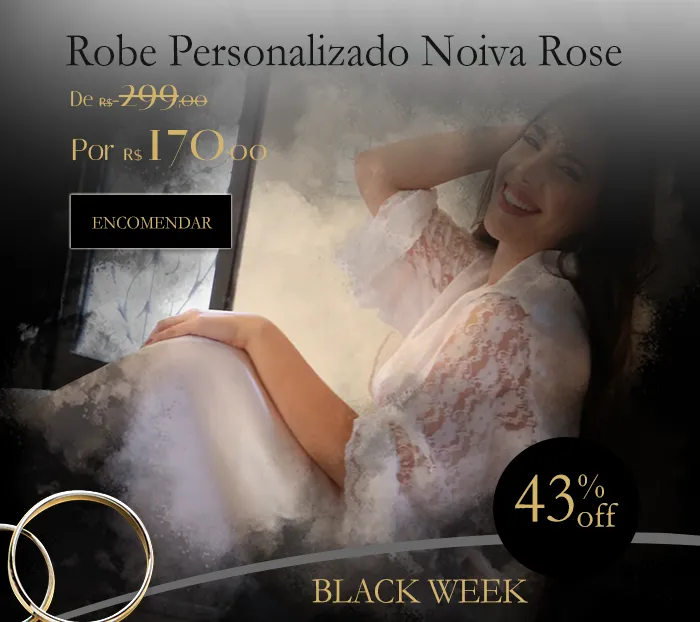 Robe Personalizado Noiva Rose
De R$ 299,00
Por R$ 170,00
ENCOMENDAR
43% off
BLACK WEEK